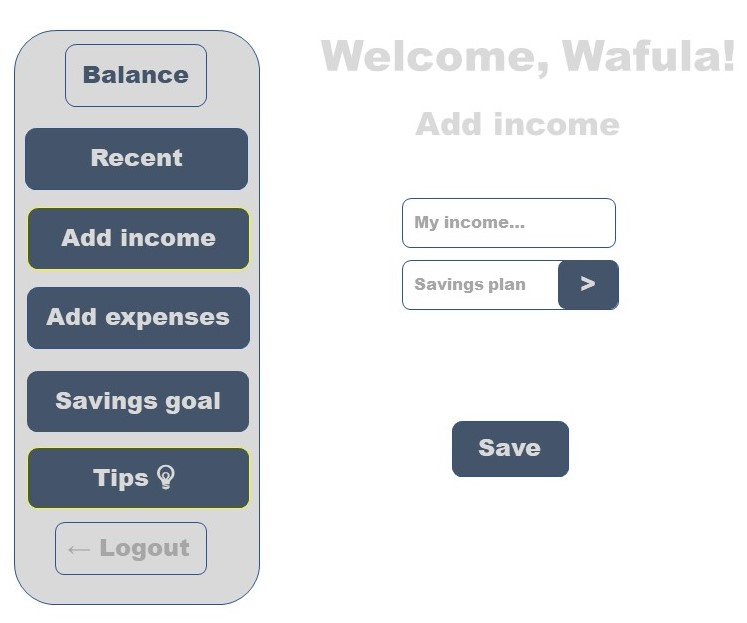 Balance
Recent
Add income
Add expenses
Savings goal
Tips
← Logout
Welcome, Wafula!
Add income
My income...
Savings plan
>
Save